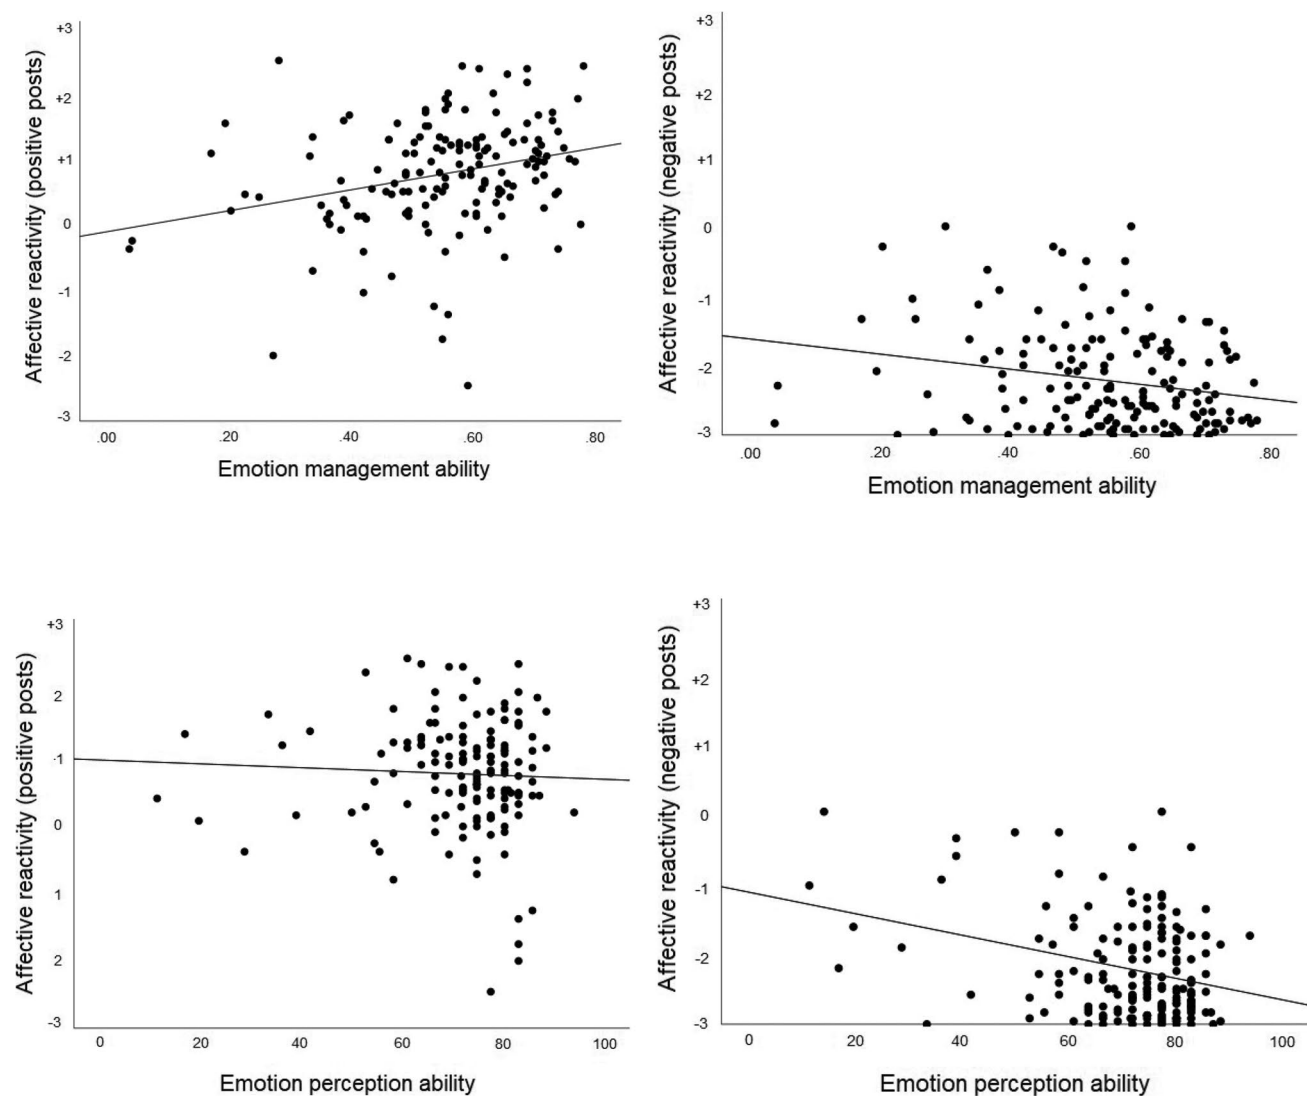 Affective reactivity (positive posts)
+3
+2
+1
0
-1
-2
-3
.00 .20 .40 .60 .80
Emotion management ability
Affective reactivity (negative posts)
+3
+2
+1
0
-1
-2
-3
.00 .20 .40 .60 .80
Emotion management ability
Affective reactivity (positive posts)
+3
2
1
0
1
2
-3
0 20 40 60 80 100
Emotion perception ability
Affective reactivity (negative posts)
+3
+2
+1
0
-1
-2
-3
0 20 40 60 80 100
Emotion perception ability